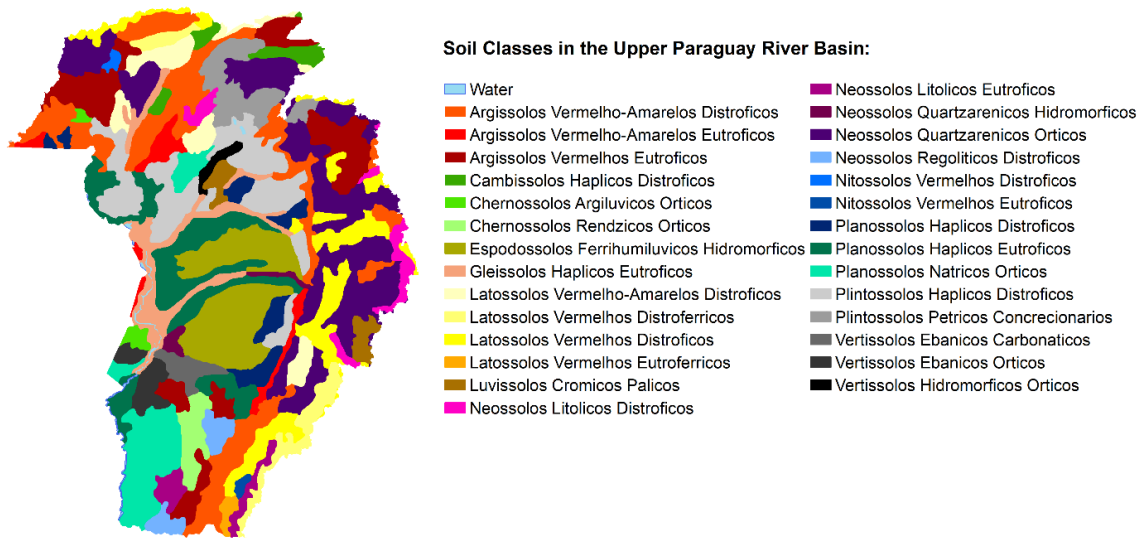 Soil Classes in the Upper Paraguay River Basin:
Water
Argissolos Vermelho-Amarelos Distroficos
Argissolos Vermelho-Amarelos Eutroficos
Argissolos Vermelhos Eutroficos
Cambissolos Haplicos Distroficos
Chernossolos Argiluvicos Orticos
Chernossolos Rendzicos Orticos
Espodossolos Ferrihumiluvicos Hidromorficos
Gleissolos Haplicos Eutroficos
Latossolos Vermelho-Amarelos Distroficos
Latossolos Vermelhos Distroferricos
Latossolos Vermelhos Distroficos
Latossolos Vermelhos Eutroferricos
Luvissolos Cromicos Palicos
Neossolos Litolicos Distroficos
Neossolos Litolicos Eutroficos
Neossolos Quartzarenicos Hidromorficos
Neossolos Quartzarenicos Orticos
Neossolos Regoliticos Distroficos
Nitossolos Vermelhos Distroficos
Nitossolos Vermelhos Eutroficos
Planossolos Haplicos Distroficos
Planossolos Haplicos Eutroficos
Planossolos Natricos Orticos
Plintossolos Haplicos Distroficos
Plintossolos Petricos Concrecionarios
Vertissolos Ebanicos Carbonaticos
Vertissolos Ebanicos Orticos
Vertissolos Hidromorficos Orticos